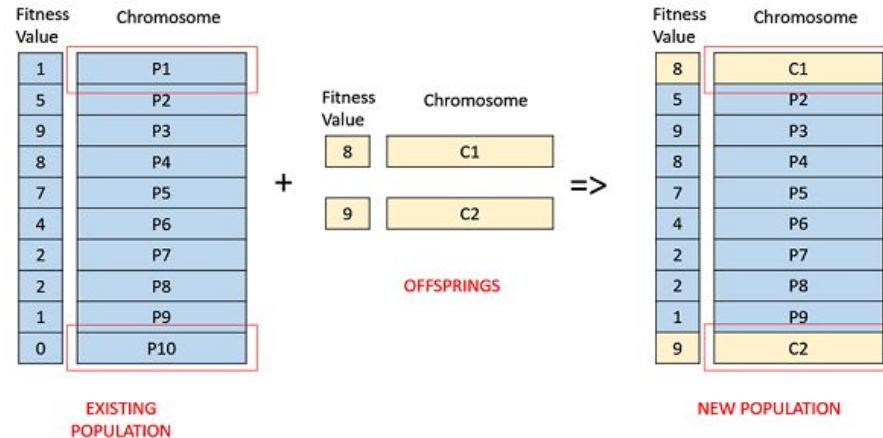 Fitness Value
Chromosome
1 P1
5 P2
9 P3
8 P4
7 P5
4 P6
2 P7
2 P8
1 P9
0 P10
EXISTING
POPULATION
+
Fitness
Value
Chromosome
8 C1
9 C2
OFFSPRINGS
=>
Fitness
Value
Chromosome
8 C1
5 P2
9 P3
8 P4
7 P5
4 P6
2 P7
2 P8
1 P9
9 C2
NEW POPULATION